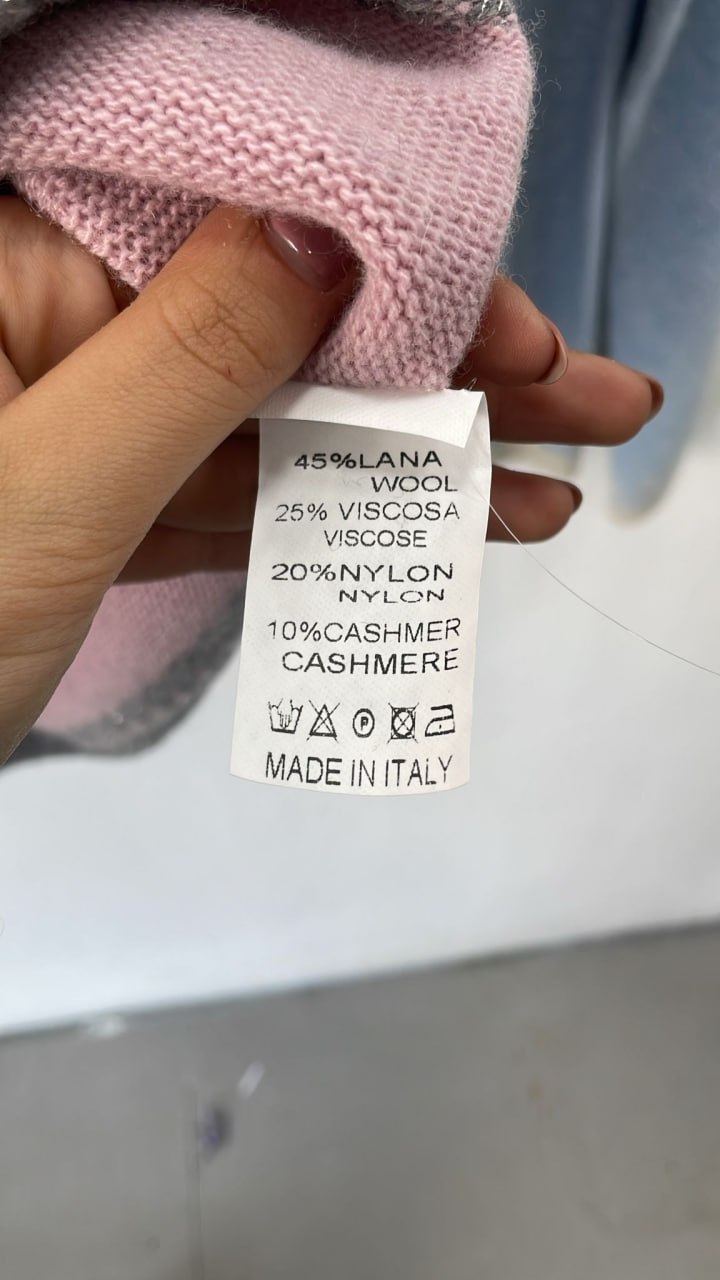 45%LANA
WOOL
25% VISCOSA
VISCOSE
20%NYLON
NYLON
10%CASHMER
CASHMERE
P
MADE IN ITALY